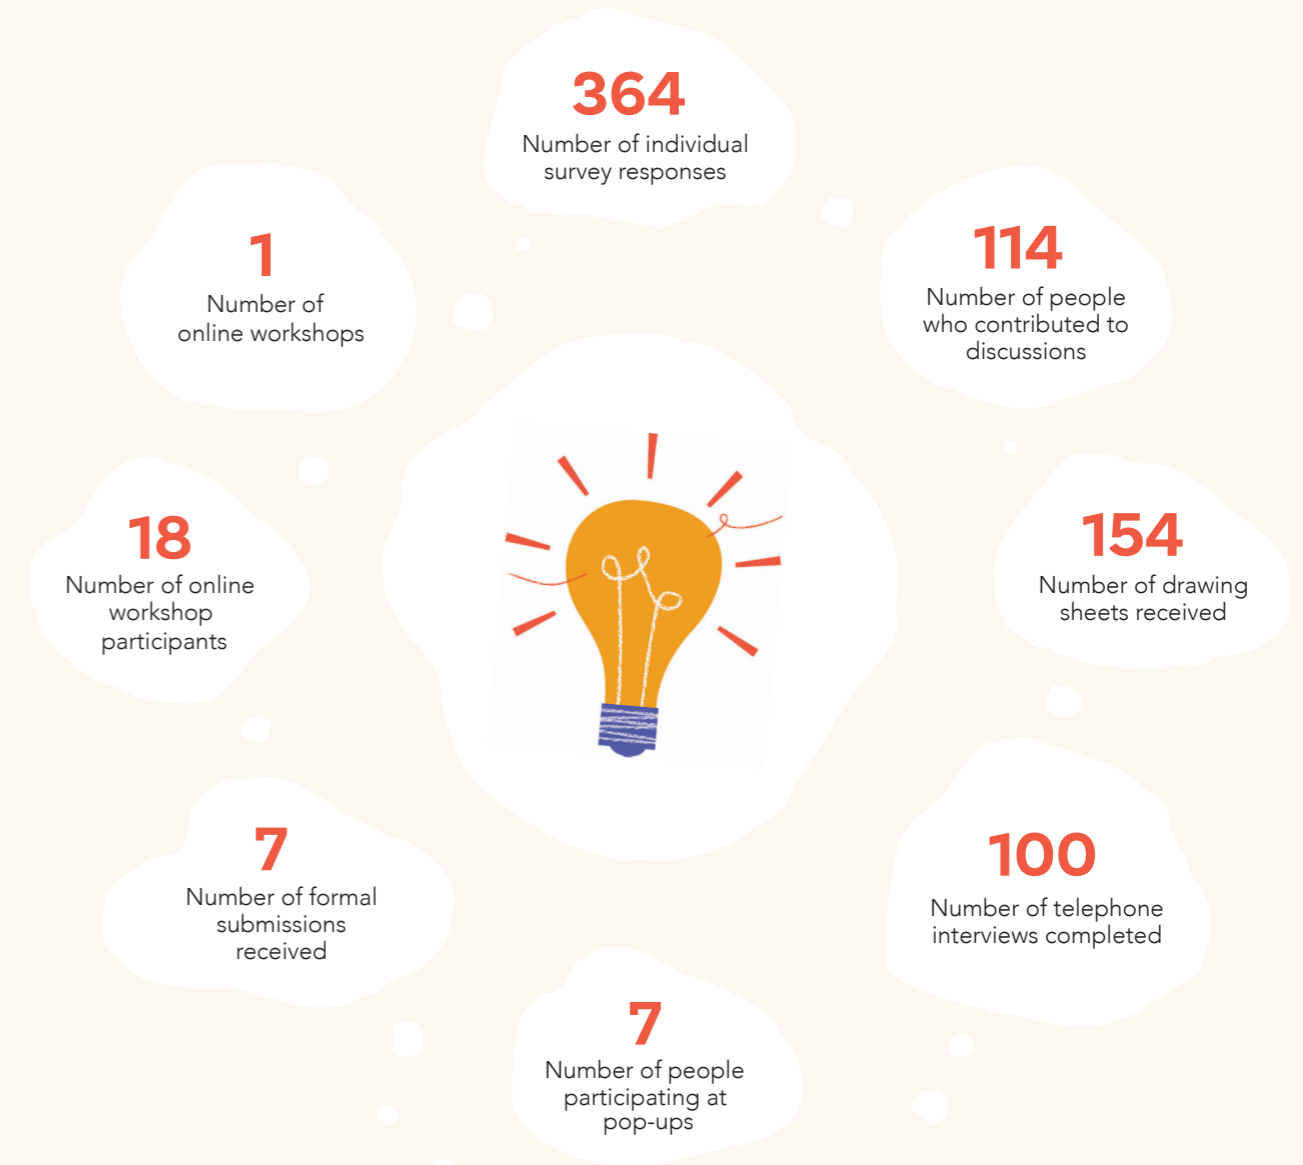 364
Number of individual
survey responses
114
Number of people
who contributed to
discussions
154
Number of drawing
sheets received
100
Number of telephone
interviews completed
7
Number of people
participating at
pop-ups
7
Number of formal
submissions
received
18
Number of online
workshop
participants
1
Number of
online workshops